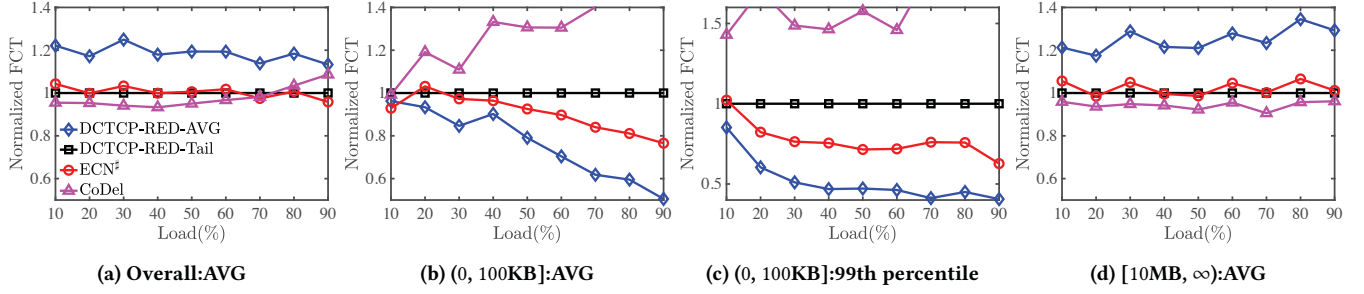 Normalized FCT
1.4
1.2
1
0.8
0.6
DCTCP-RED-AVG
DCTCP-RED-Tail
ECN♯
CoDel
10 20 30 40 50 60 70 80 90
Load(%)
(a) Overall:AVG
Normalized FCT
1.4
1.2
1
0.8
0.6
10 20 30 40 50 60 70 80 90
Load(%)
(b) (0, 100KB]:AVG
Normalized FCT
1.5
1
0.5
10 20 30 40 50 60 70 80 90
Load(%)
(c) (0, 100KB]:99th percentile
Normalized FCT
1.4
1.2
1
0.8
0.6
10 20 30 40 50 60 70 80 90
Load(%)
(d) [10MB, ∞):AVG